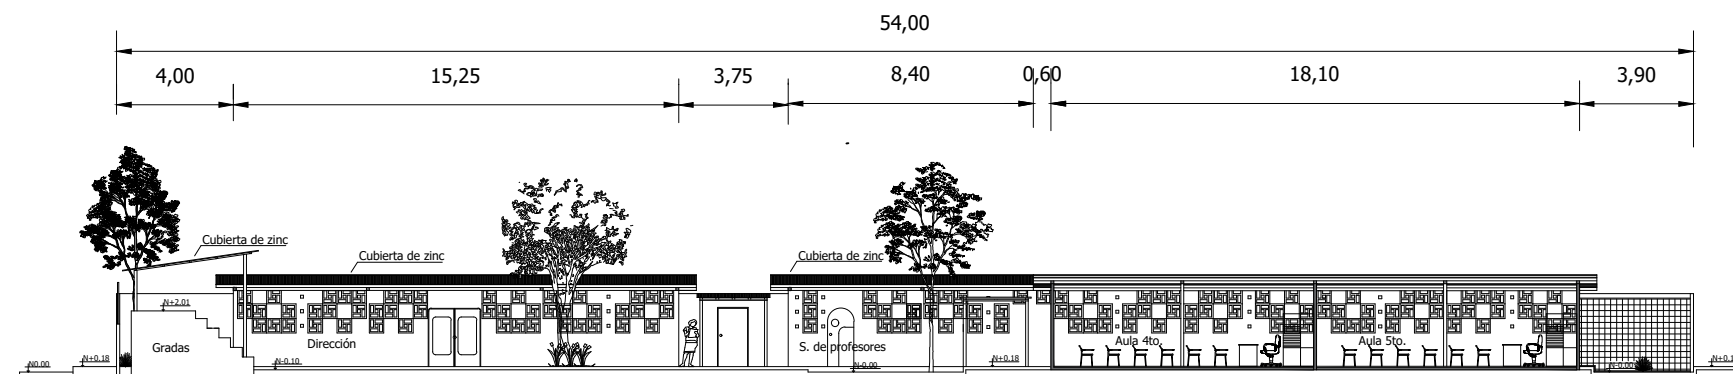 54,00
4,00 15,25 3,75 8,40 0,60 18,10 3,90
Cubierta de zinc
Cubierta de zinc
Cubierta de zinc
N+2.01
Gradas
Dirección
S. de profesores
Aula 4to.
Aula 5to.
N0.00
N+0.18
N-0.10
N-0.00
N+0.18
N-0.00